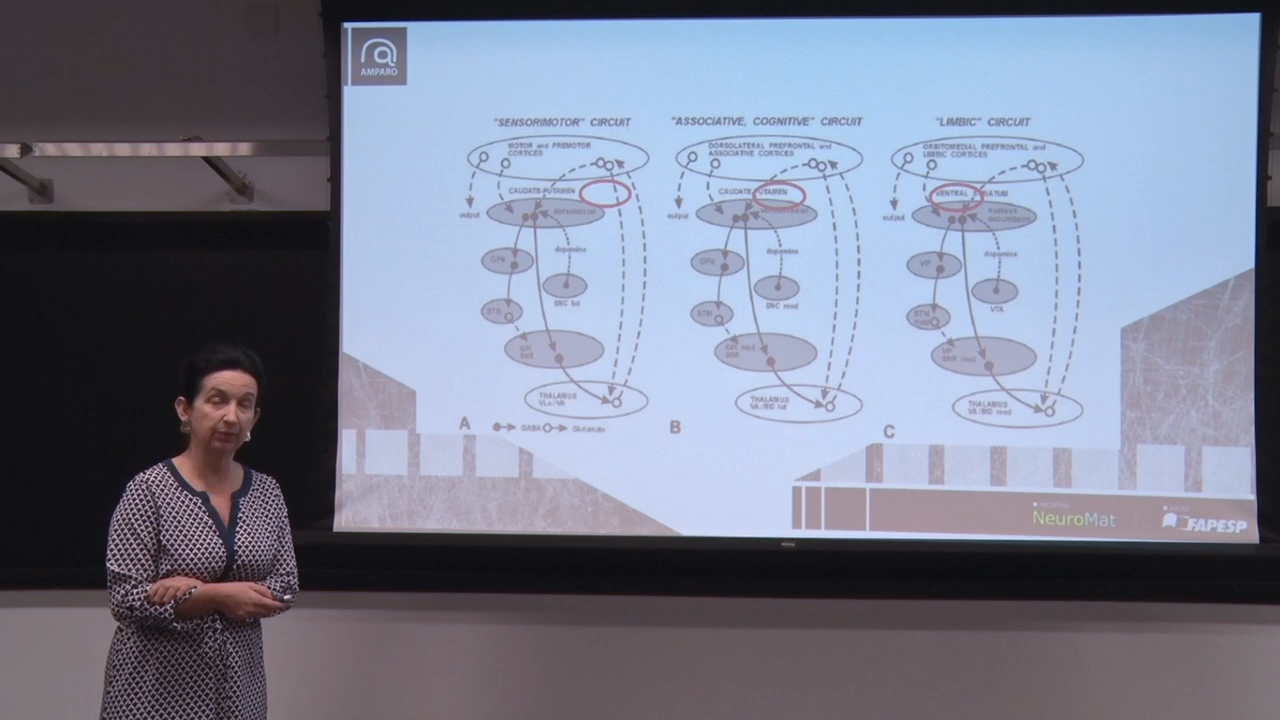 AMPARO
"SENSORIMOTOR" CIRCUIT
MOTOR and PREMOTOR
CORTICES
CAUDATE-PUTAMEN
output
dorsolateral
GPe
dopamine
SNC lat
STN
GPi
SNR
THALAMUS
VLo/VA
A
GABA
Glutamate
"ASSOCIATIVE, COGNITIVE" CIRCUIT
DORSOLATERAL PREFRONTAL and
ASSOCIATIVE CORTICES
CAUDATE-PUTAMEN
output
GPe
dopamine
SNC med
STN
GPi med
SNR
THALAMUS
VA/MD lat
B
"LIMBIC" CIRCUIT
ORBITOMEDIAL PREFRONTAL and
LIMBIC CORTICES
VENTRAL STRIATUM
output
nucleus
accumbens
VP
dopamine
VTA
STN
med
VP
SNR med
THALAMUS
VA/MD med
C
NeuroMat
FAPESP